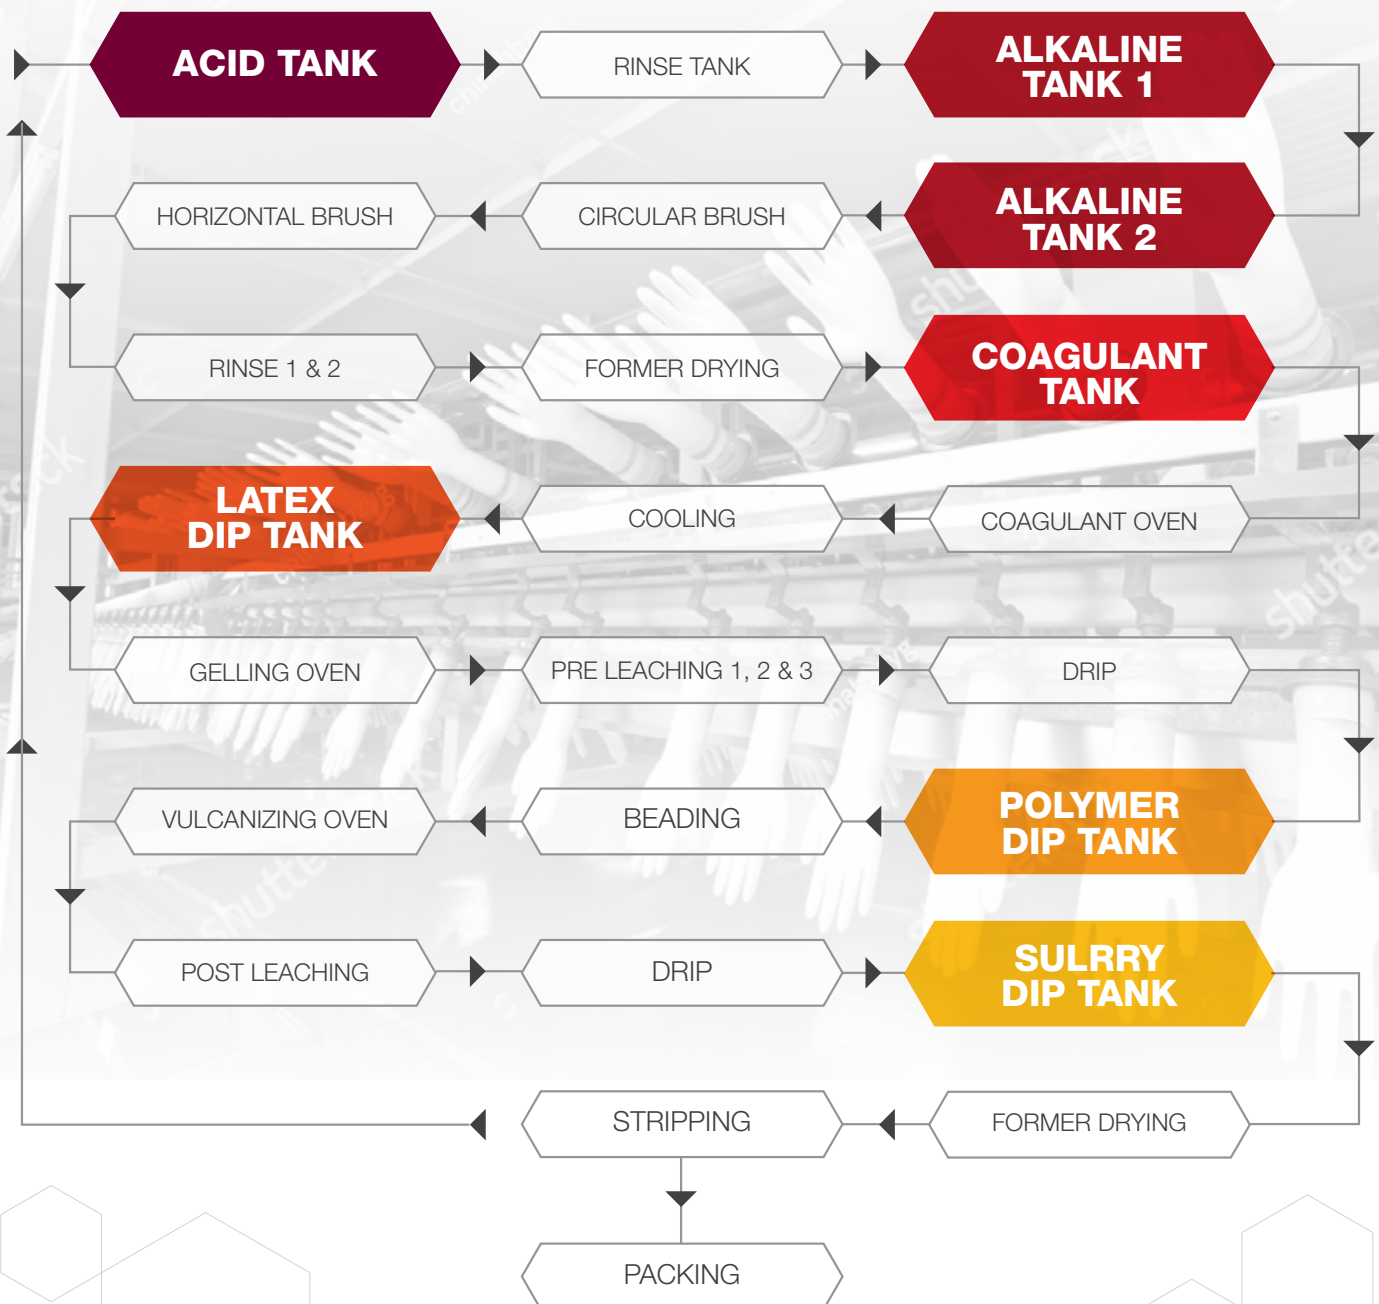 ACID TANK
RINSE TANK
ALKALINE
TANK 1
HORIZONTAL BRUSH
CIRCULAR BRUSH
ALKALINE
TANK 2
RINSE 1 & 2
FORMER DRYING
COAGULANT
TANK
LATEX
DIP TANK
COOLING
COAGULANT OVEN
GELLING OVEN
PRE LEACHING 1, 2 & 3
DRIP
VULCANIZING OVEN
BEADING
POLYMER
DIP TANK
POST LEACHING
DRIP
SULRRY
DIP TANK
STRIPPING
FORMER DRYING
PACKING